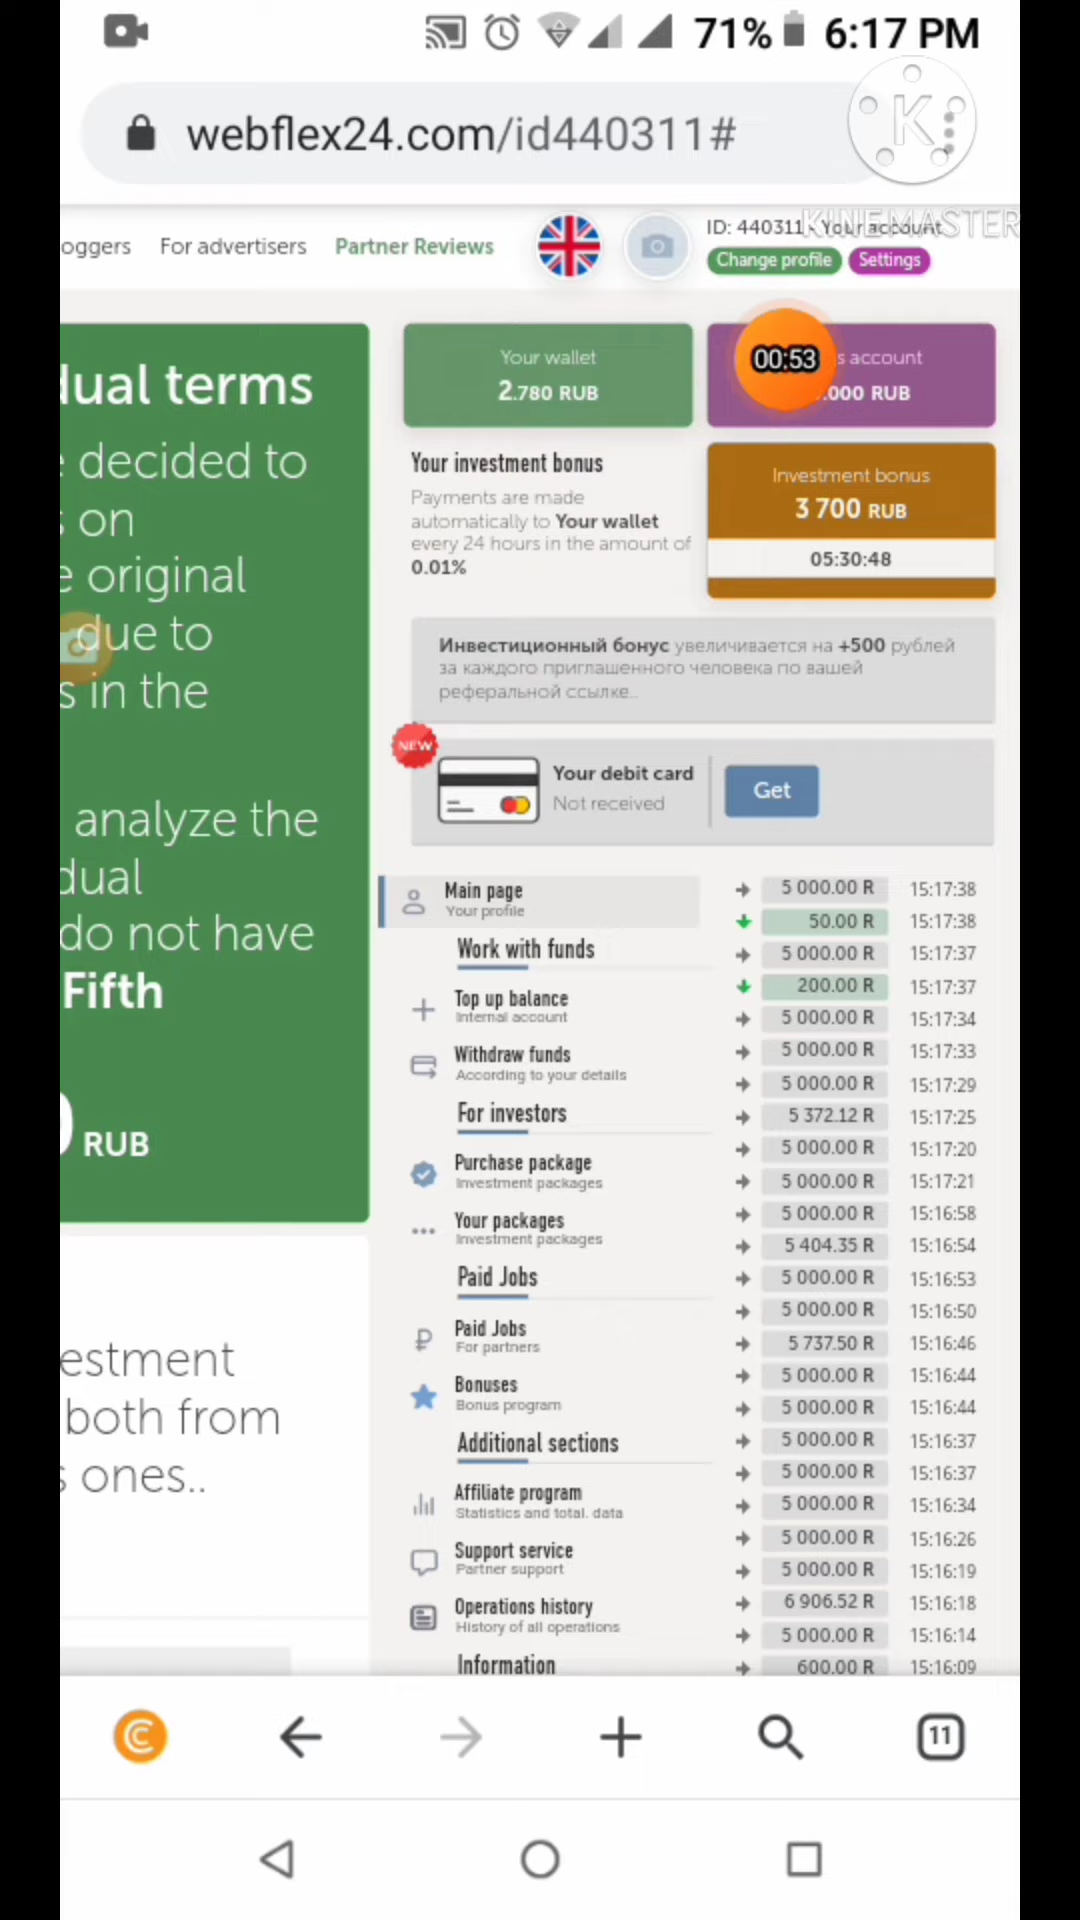 71% 6:17 PM
webflex24.com/id440311#
K
KINEMASTER
oggers For advertisers Partner Reviews
ID: 440311 - Your account
Change profile Settings
dual terms
decided to
on
original
due to
s in the
analyze the
dual
do not have
Fifth
RUB
estment
both from
s ones..
Your wallet
2.780 RUB
00:53
s account
.000 RUB
Your investment bonus
Payments are made
automatically to Your wallet
every 24 hours in the amount of
0.01%
Investment bonus
3 700 RUB
05:30:48
Инвестиционный бонус увеличивается на +500 рублей
за каждого приглашенного человека по вашей
реферальной ссылке..
NEW
Your debit card
Not received
Get
Main page
Your profile
Work with funds
Top up balance
Internal account
Withdraw funds
According to your details
For investors
Purchase package
Investment packages
Your packages
Investment packages
Paid Jobs
Paid Jobs
For partners
Bonuses
Bonus program
Additional sections
Affiliate program
Statistics and total. data
Support service
Partner support
Operations history
History of all operations
Information
5 000.00 R 15:17:38
50.00 R 15:17:38
5 000.00 R 15:17:37
200.00 R 15:17:37
5 000.00 R 15:17:34
5 000.00 R 15:17:33
5 000.00 R 15:17:29
5 372.12 R 15:17:25
5 000.00 R 15:17:20
5 000.00 R 15:17:21
5 000.00 R 15:16:58
5 404.35 R 15:16:54
5 000.00 R 15:16:53
5 000.00 R 15:16:50
5 737.50 R 15:16:46
5 000.00 R 15:16:44
5 000.00 R 15:16:44
5 000.00 R 15:16:37
5 000.00 R 15:16:37
5 000.00 R 15:16:34
5 000.00 R 15:16:26
5 000.00 R 15:16:19
6 906.52 R 15:16:18
5 000.00 R 15:16:14
600.00 R 15:16:09
11